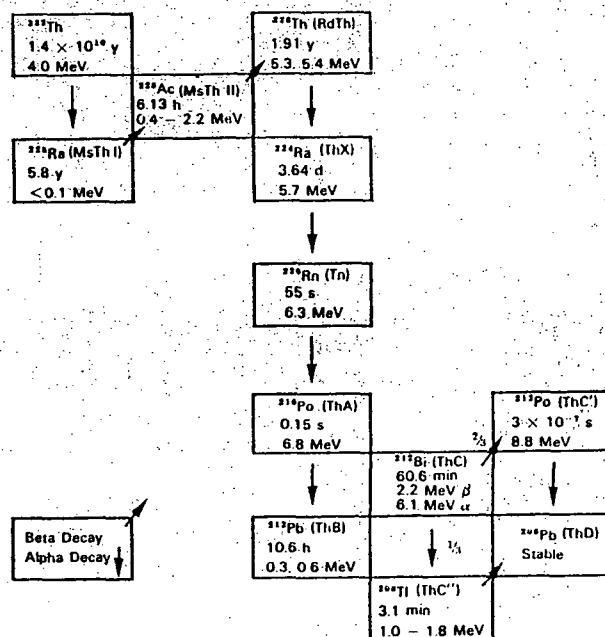 ²³²Th
1.4 × 10¹⁰ y
4.0 MeV
²²⁸Ac (MsTh II)
6.13 h
0.4 – 2.2 MeV
²²⁸Th (RdTh)
1.91 y
5.3, 5.4 MeV
²²⁸Ra (MsTh I)
5.8 y
<0.1 MeV
²²⁴Ra (ThX)
3.64 d
5.7 MeV
²²⁰Rn (Tn)
55 s
6.3 MeV
²¹⁶Po (ThA)
0.15 s
6.8 MeV
²¹²Pb (ThB)
10.6 h
0.3, 0.6 MeV
²¹²Bi (ThC)
60.6 min
2.2 MeV β
6.1 MeV α
⅔
²¹²Po (ThC')
3 × 10⁻⁷ s
8.8 MeV
⅓
²⁰⁸Pb (ThD)
Stable
²⁰⁸Tl (ThC'')
3.1 min
1.0 – 1.8 MeV
Beta Decay
Alpha Decay